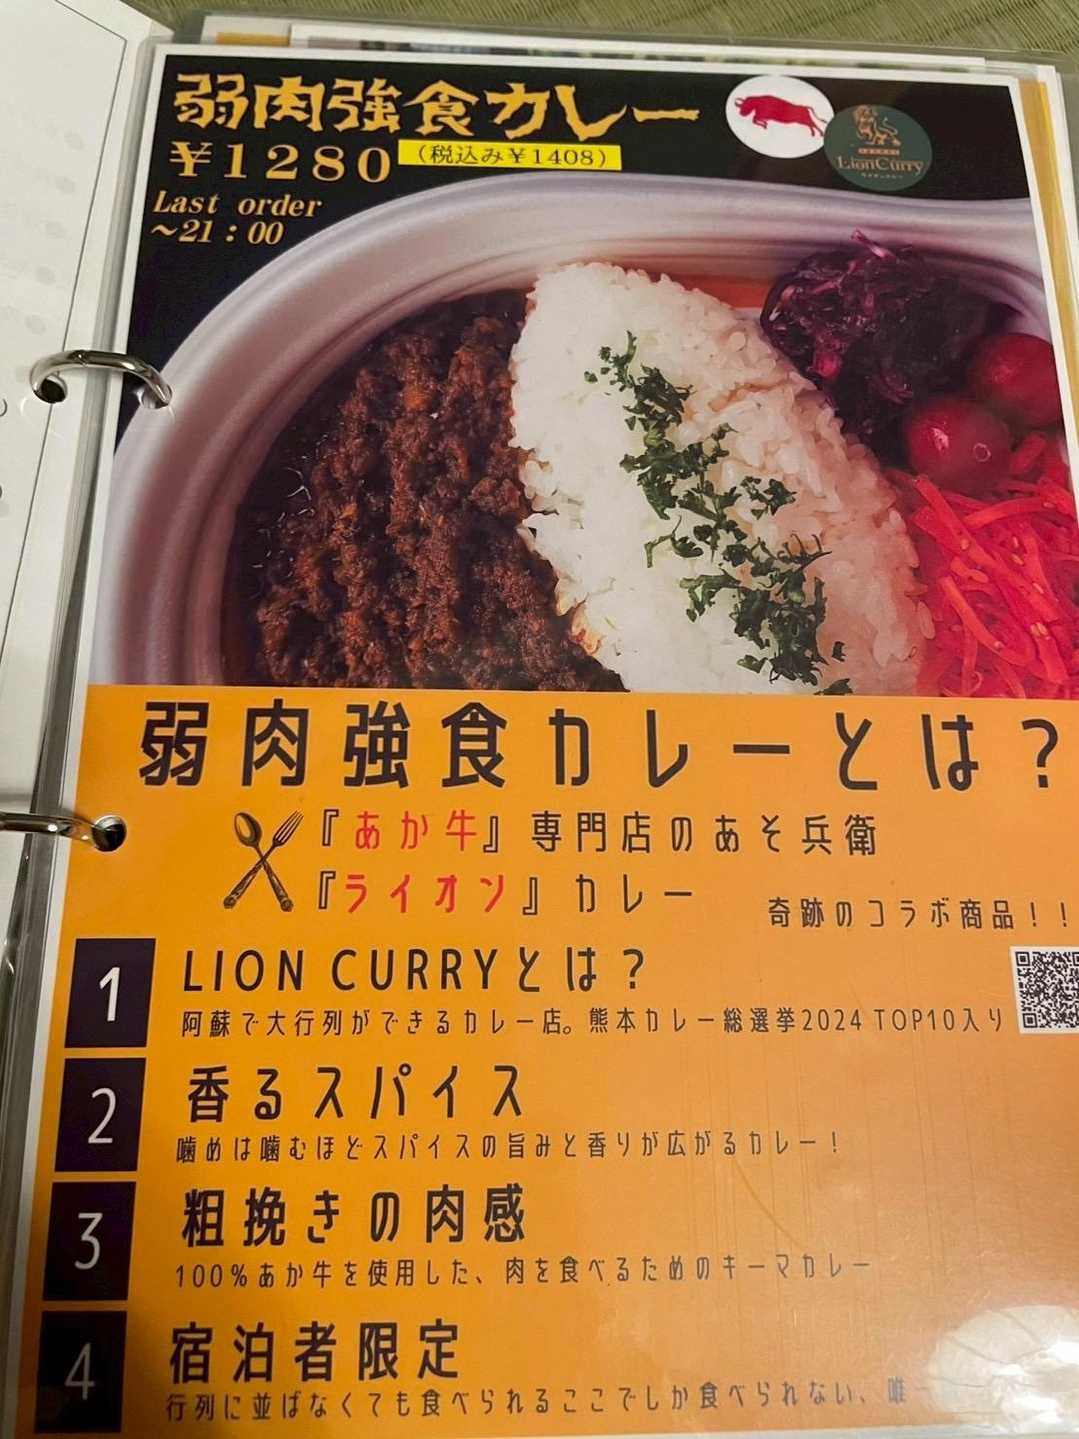 弱肉強食カレー
￥1280
(税込み￥1408)
Last order
～21：00
LionCurry
弱肉強食カレーとは？
『あか牛』専門店のあそ兵衛
『ライオン』カレー
奇跡のコラボ商品！！
1
LION CURRYとは？
阿蘇で大行列ができるカレー店。熊本カレー総選挙2024 TOP10入り
2
香るスパイス
噛めば噛むほどスパイスの旨みと香りが広がるカレー！
3
粗挽きの肉感
100%あか牛を使用した、肉を食べるためのキーマカレー
4
宿泊者限定
行列に並ばなくても食べられるここでしか食べられない、唯一